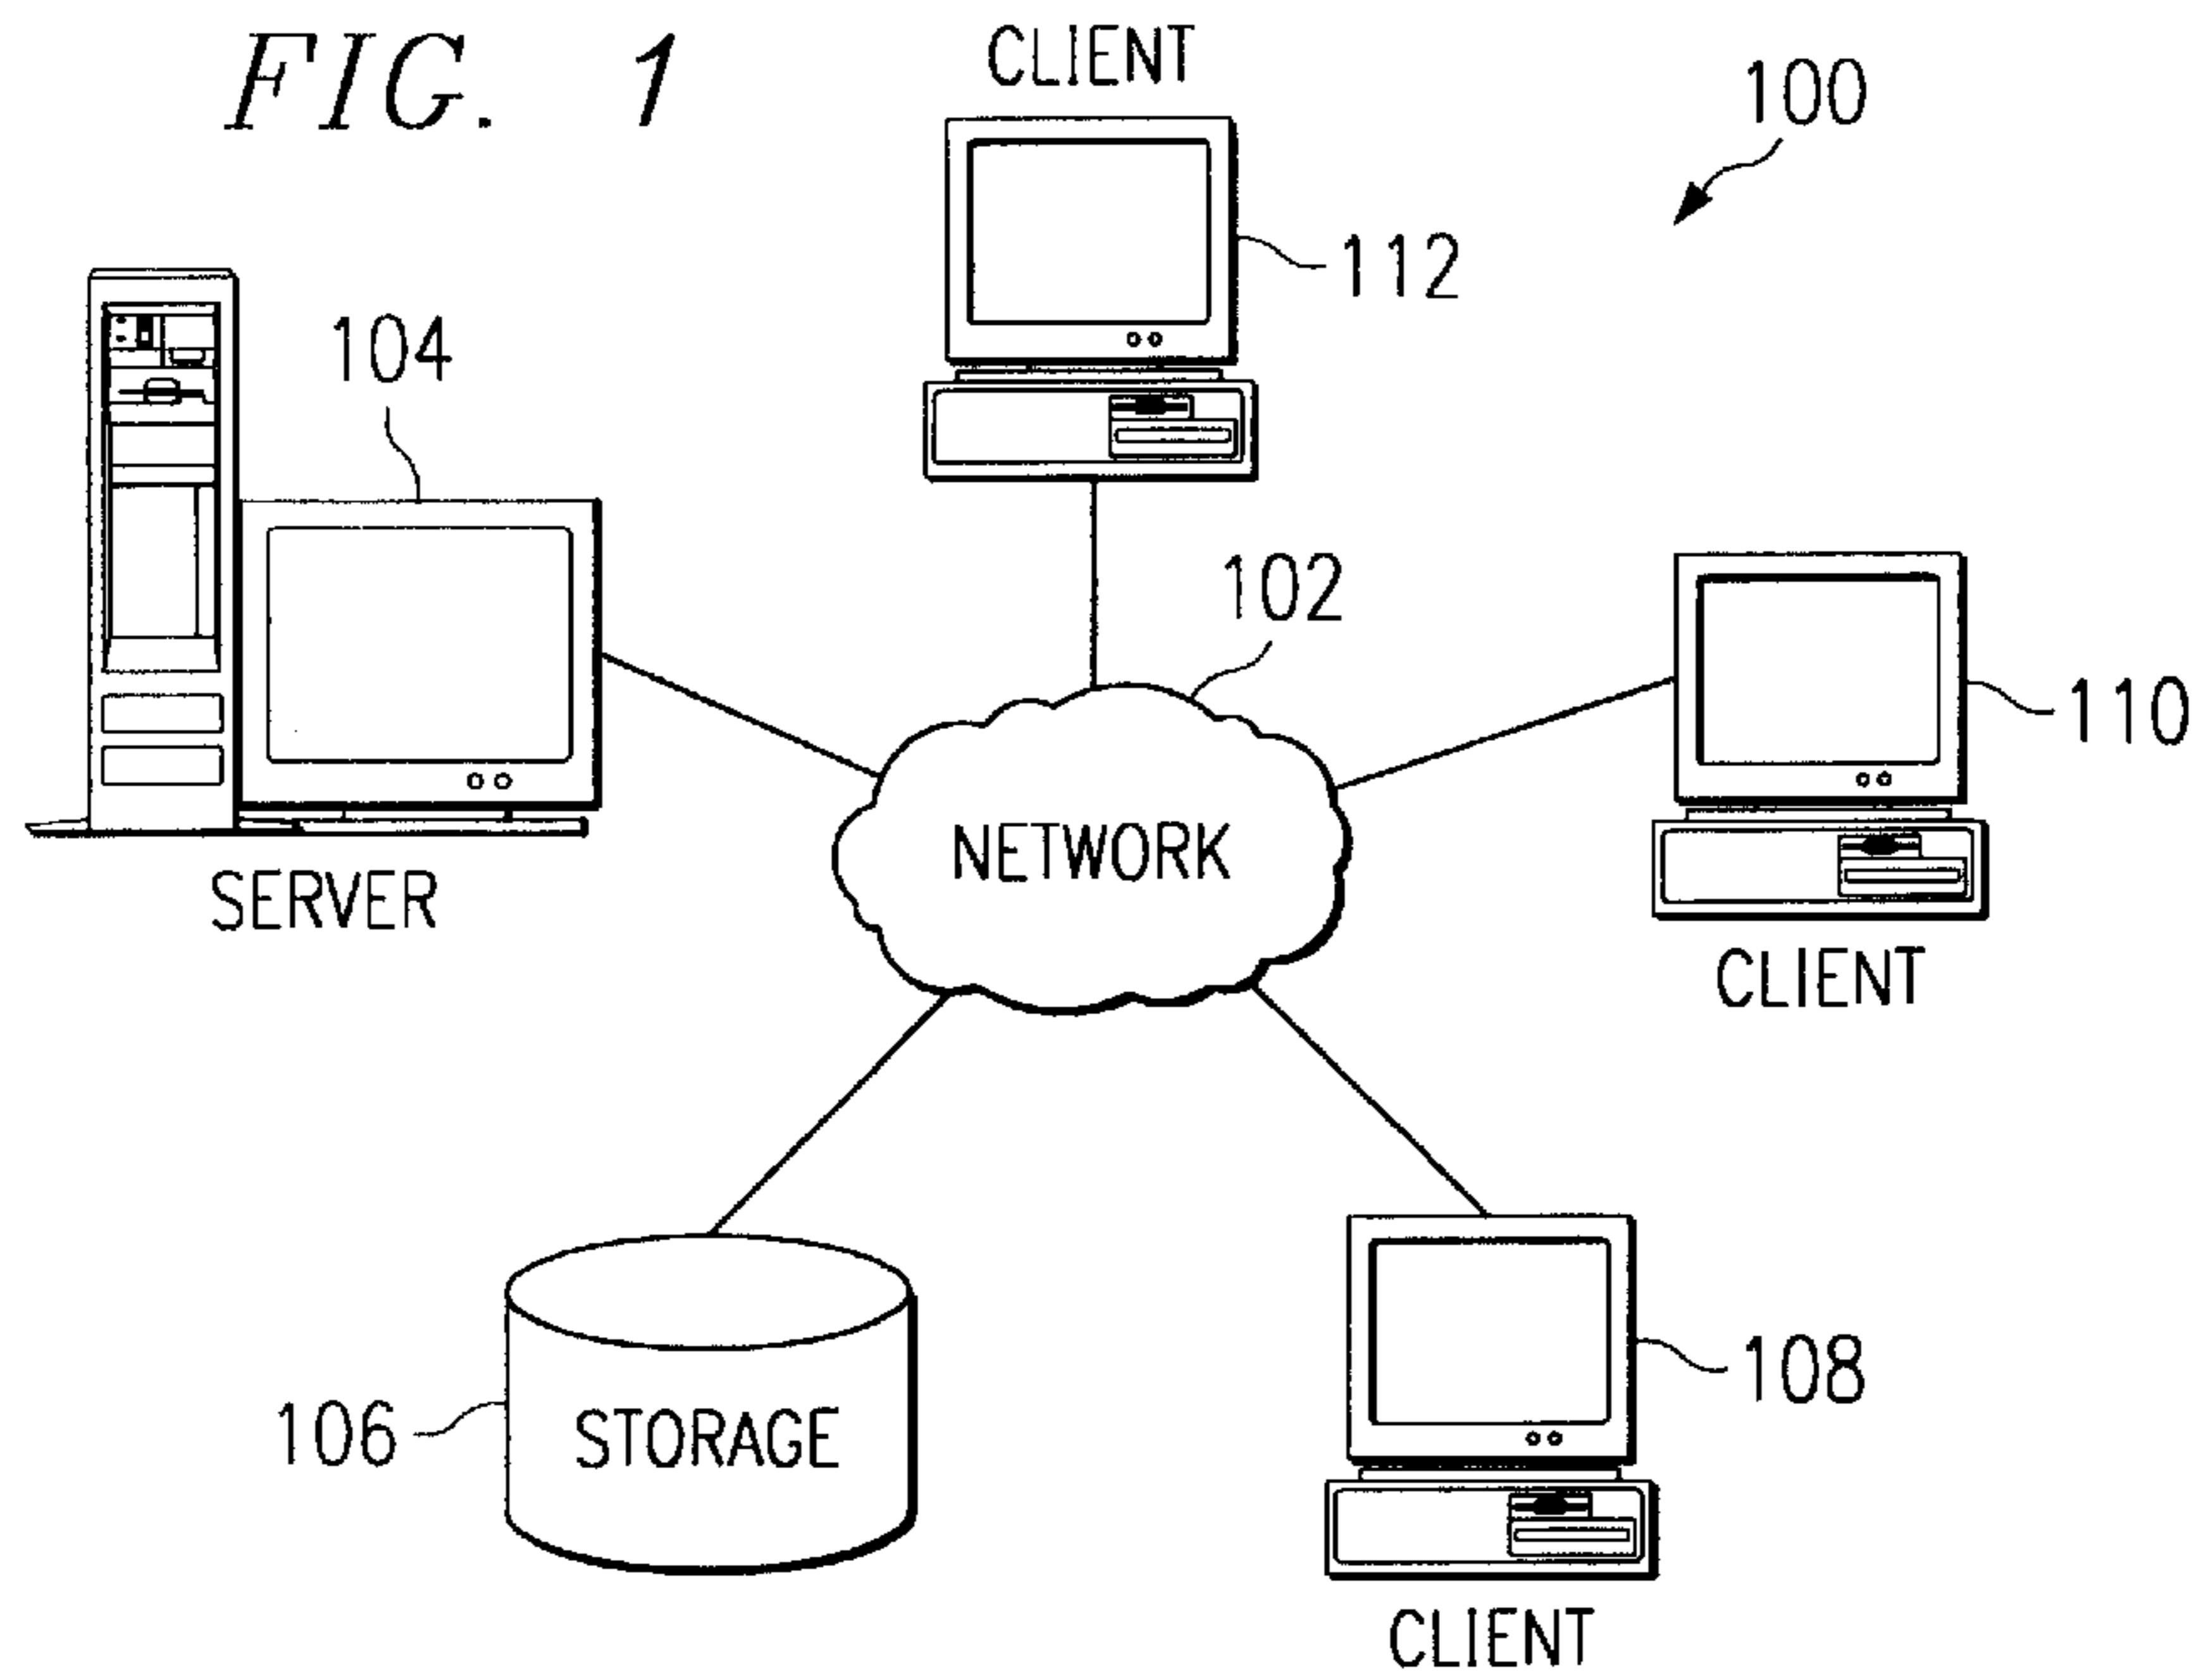 FIG. 1
CLIENT
100
112
104
102
110
NETWORK
SERVER
CLIENT
106
STORAGE
108
CLIENT